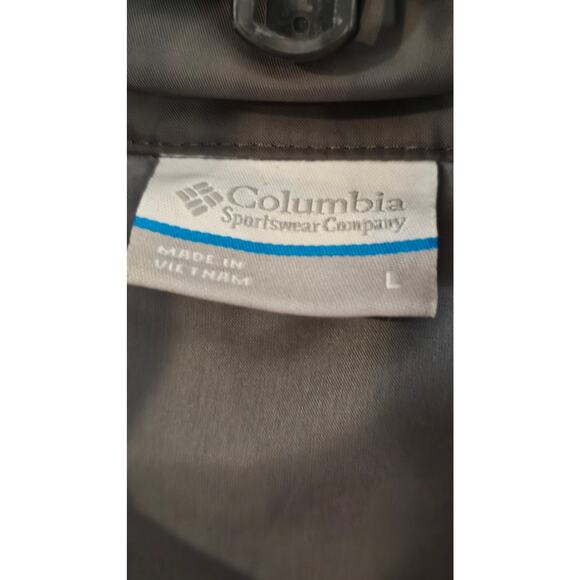 Columbia
Sportswear Company
MADE IN
VIETNAM
L